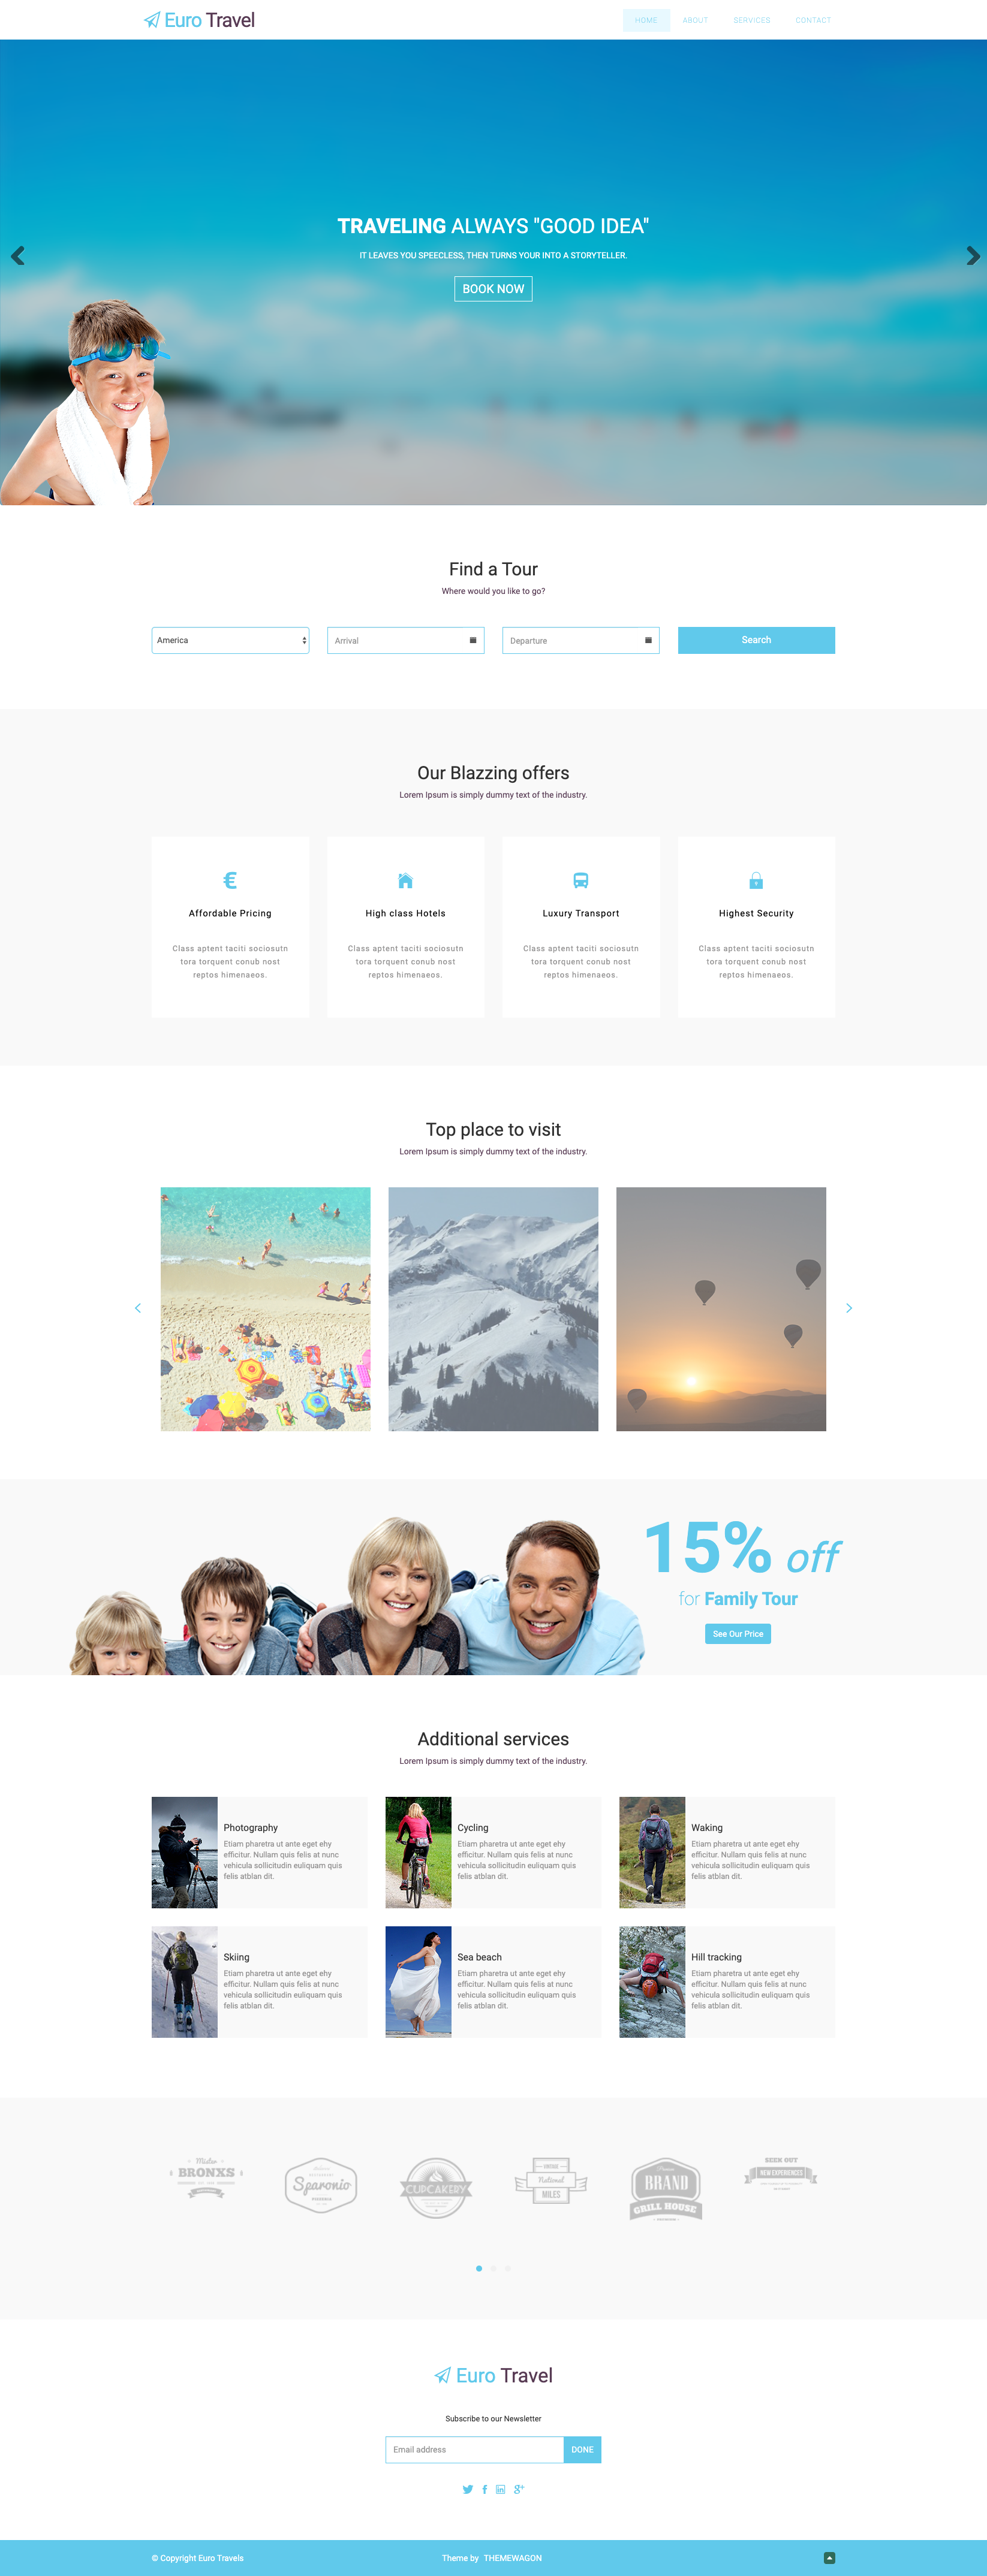 Euro Travel
HOME ABOUT SERVICES CONTACT
TRAVELING ALWAYS "GOOD IDEA"
IT LEAVES YOU SPEECLESS, THEN TURNS YOUR INTO A STORYTELLER.
BOOK NOW
Find a Tour
Where would you like to go?
America
Arrival
Departure
Search
Our Blazzing offers
Lorem Ipsum is simply dummy text of the industry.
€
Affordable Pricing
Class aptent taciti sociosutn
tora torquent conub nost
reptos himenaeos.
High class Hotels
Class aptent taciti sociosutn
tora torquent conub nost
reptos himenaeos.
Luxury Transport
Class aptent taciti sociosutn
tora torquent conub nost
reptos himenaeos.
Highest Security
Class aptent taciti sociosutn
tora torquent conub nost
reptos himenaeos.
Top place to visit
Lorem Ipsum is simply dummy text of the industry.
15% off
for Family Tour
See Our Price
Additional services
Lorem Ipsum is simply dummy text of the industry.
Photography
Etiam pharetra ut ante eget ehy
efficitur. Nullam quis felis at nunc
vehicula sollicitudin euliquam quis
felis atblan dit.
Cycling
Etiam pharetra ut ante eget ehy
efficitur. Nullam quis felis at nunc
vehicula sollicitudin euliquam quis
felis atblan dit.
Waking
Etiam pharetra ut ante eget ehy
efficitur. Nullam quis felis at nunc
vehicula sollicitudin euliquam quis
felis atblan dit.
Skiing
Etiam pharetra ut ante eget ehy
efficitur. Nullam quis felis at nunc
vehicula sollicitudin euliquam quis
felis atblan dit.
Sea beach
Etiam pharetra ut ante eget ehy
efficitur. Nullam quis felis at nunc
vehicula sollicitudin euliquam quis
felis atblan dit.
Hill tracking
Etiam pharetra ut ante eget ehy
efficitur. Nullam quis felis at nunc
vehicula sollicitudin euliquam quis
felis atblan dit.
Mister
BRONXS
Sparonio
CUPCAKERY
VINTAGE
National
MILES
BRAND
GRILL HOUSE
SEEK OUT
NEW EXPERIENCES
Euro Travel
Subscribe to our Newsletter
Email address
DONE
© Copyright Euro Travels
Theme by THEMEWAGON